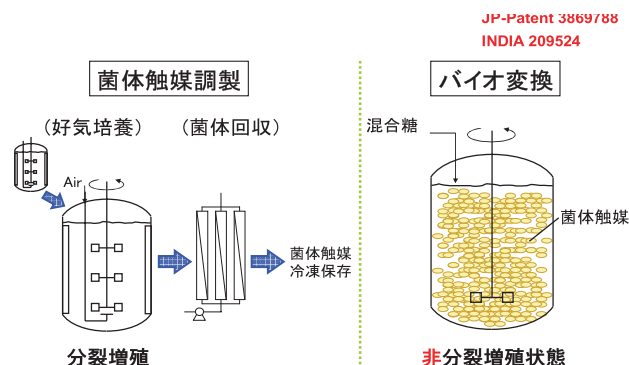 JP-Patent 3869788
INDIA 209524
菌体触媒調製
バイオ変換
（好気培養）
（菌体回収）
混合糖
Air
菌体触媒
菌体触媒
冷凍保存
分裂増殖
非分裂増殖状態